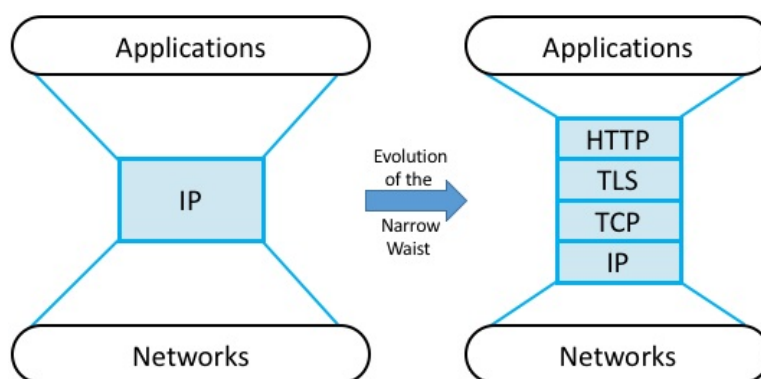 Applications
IP
Networks
Evolution
of the
Narrow
Waist
Applications
HTTP
TLS
TCP
IP
Networks